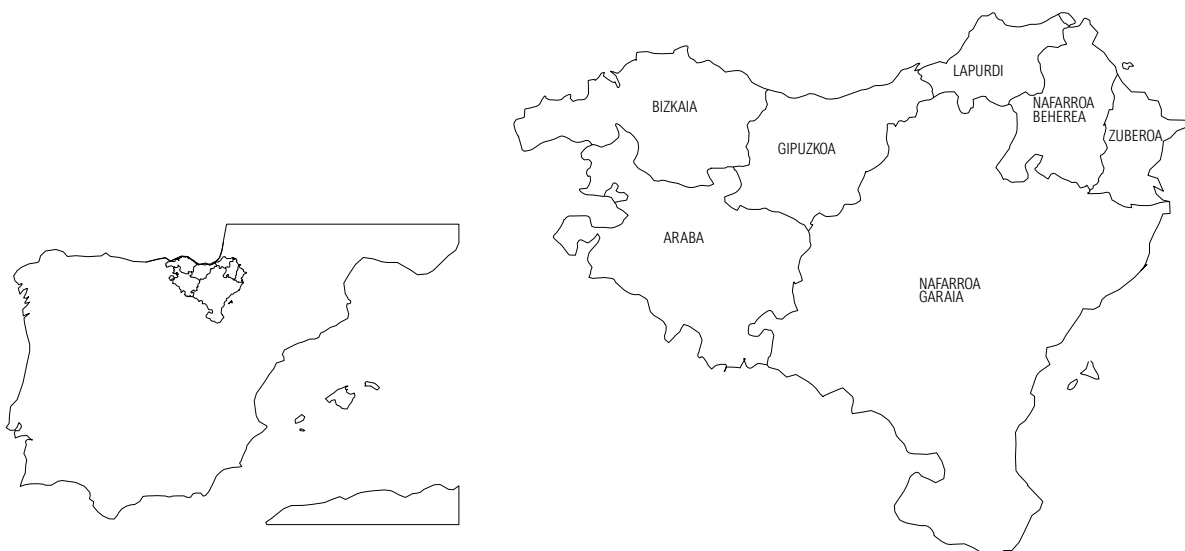 LAPURDI
BIZKAIA
NAFARROA
BEHEREA
ZUBEROA
GIPUZKOA
ARABA
NAFARROA
GARAIA